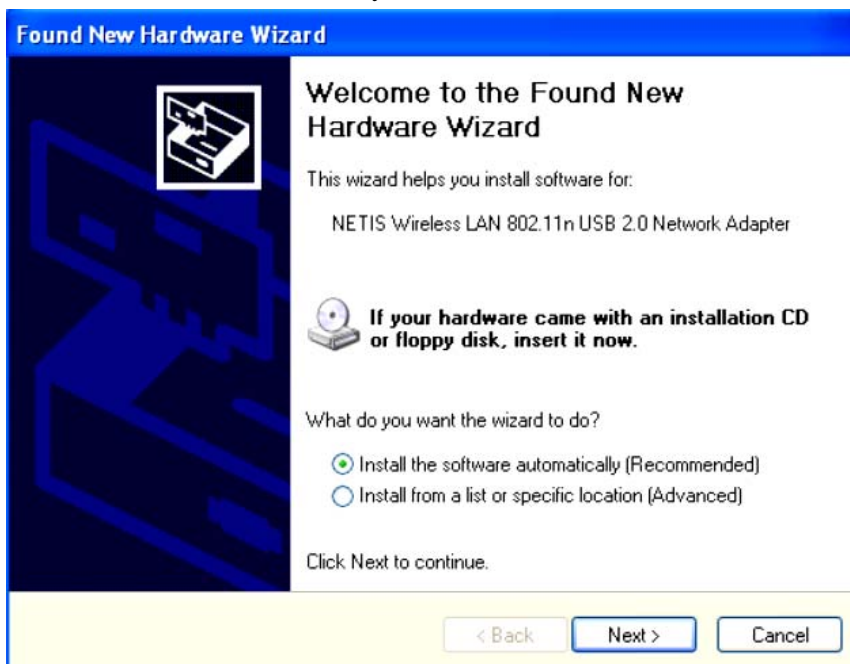 Found New Hardware Wizard
Welcome to the Found New
Hardware Wizard
This wizard helps you install software for:
NETIS Wireless LAN 802.11n USB 2.0 Network Adapter
If your hardware came with an installation CD
or floppy disk, insert it now.
What do you want the wizard to do?
Install the software automatically (Recommended)
Install from a list or specific location (Advanced)
Click Next to continue.
< Back Next > Cancel